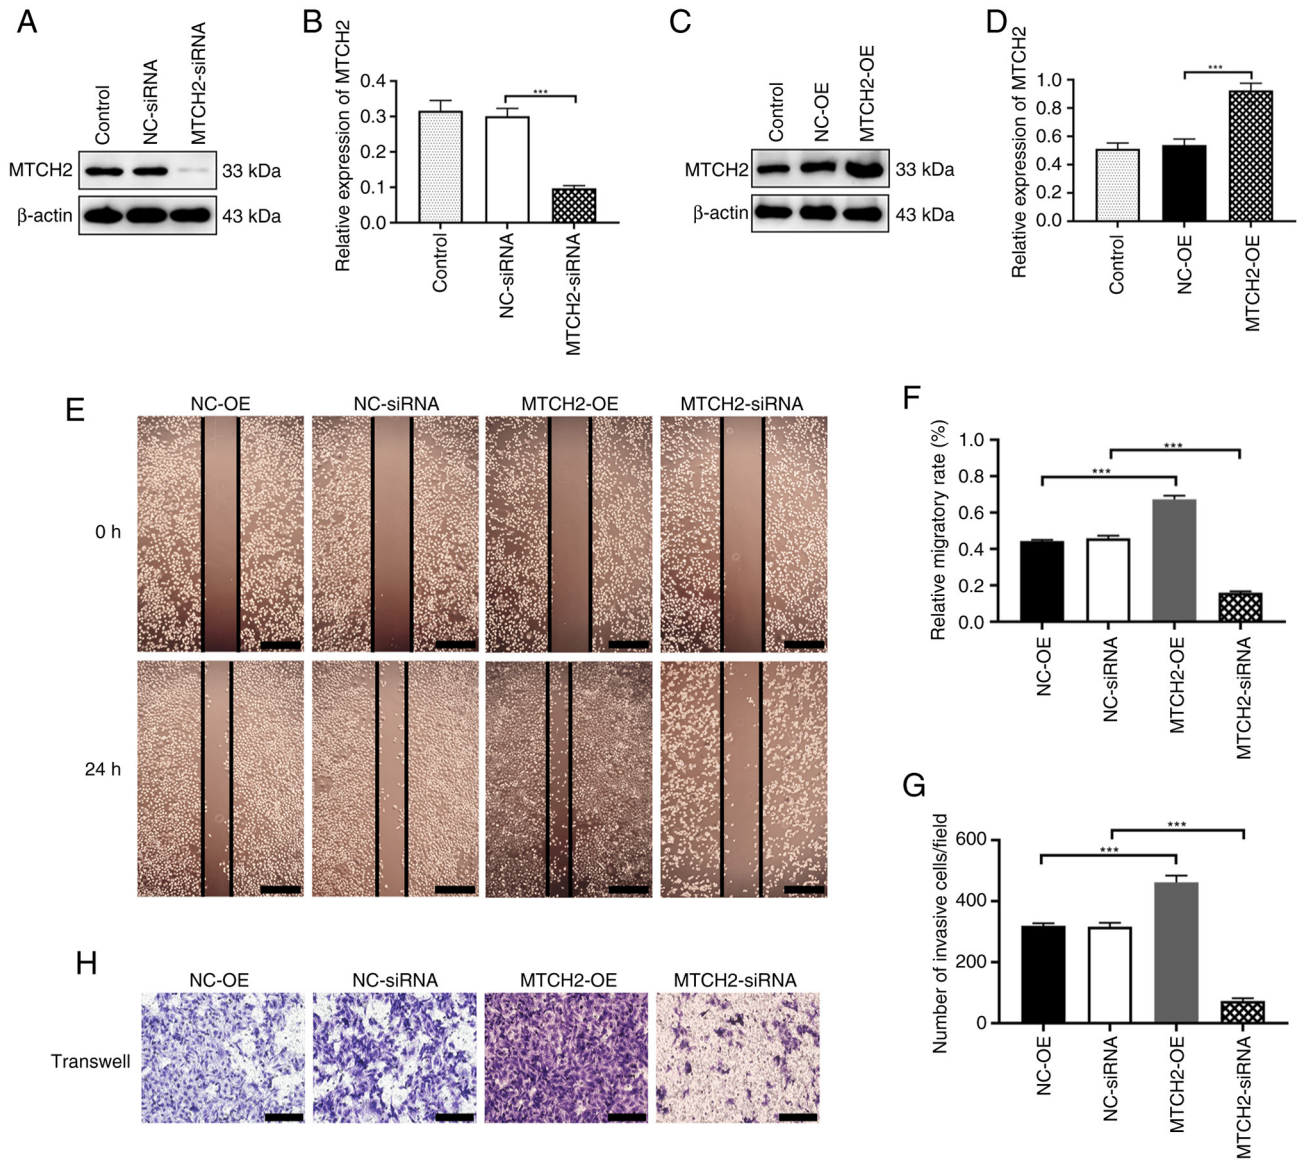 A
Control
NC-siRNA
MTCH2-siRNA
MTCH2
33 kDa
β-actin
43 kDa
B
Relative expression of MTCH2
0.4
0.3
0.2
0.1
0.0
***
Control
NC-siRNA
MTCH2-siRNA
C
Control
NC-OE
MTCH2-OE
MTCH2
33 kDa
β-actin
43 kDa
D
Relative expression of MTCH2
1.0
0.8
0.6
0.4
0.2
0.0
***
Control
NC-OE
MTCH2-OE
E
NC-OE
NC-siRNA
MTCH2-OE
MTCH2-siRNA
0 h
24 h
F
Relative migratory rate (%)
1.0
0.8
0.6
0.4
0.2
0.0
***
***
NC-OE
NC-siRNA
MTCH2-OE
MTCH2-siRNA
G
Number of invasive cells/field
600
400
200
0
***
***
NC-OE
NC-siRNA
MTCH2-OE
MTCH2-siRNA
H
NC-OE
NC-siRNA
MTCH2-OE
MTCH2-siRNA
Transwell